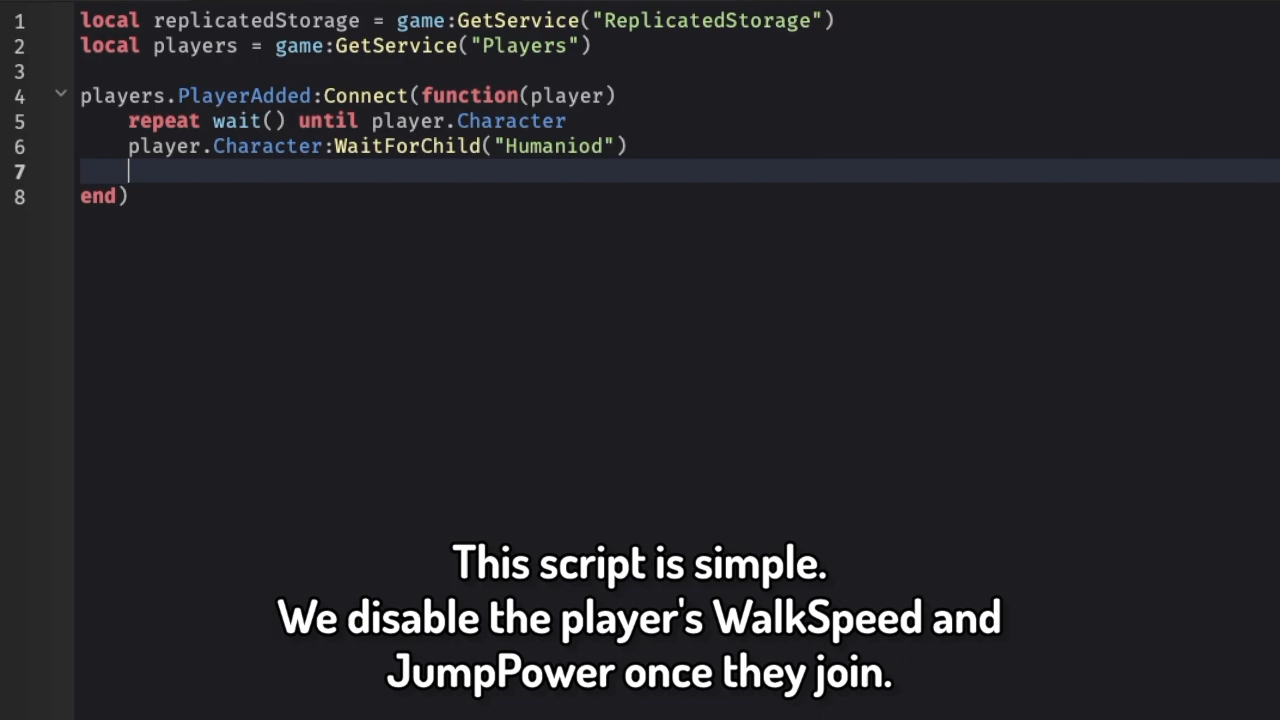 1 local replicatedStorage = game:GetService("ReplicatedStorage")
2 local players = game:GetService("Players")
3
4 players.PlayerAdded:Connect(function(player)
5 repeat wait() until player.Character
6 player.Character:WaitForChild("Humaniod")
7
8 end)
This script is simple.
We disable the player's WalkSpeed and
JumpPower once they join.